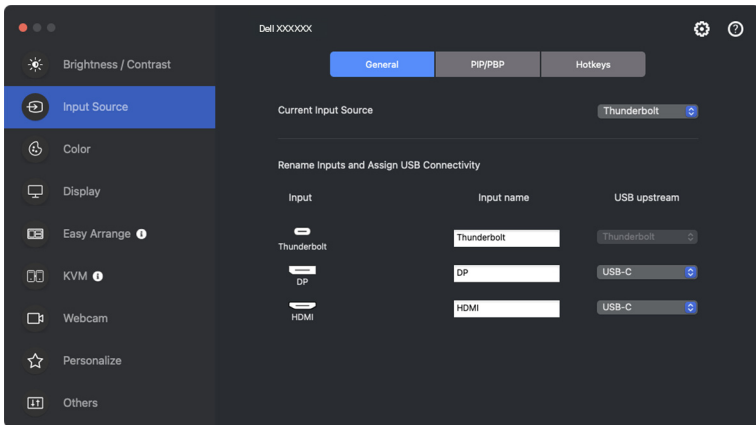 Dell XXXXXX
Brightness / Contrast
Input Source
Color
Display
Easy Arrange
KVM
Webcam
Personalize
Others
General PIP/PBP Hotkeys
Current Input Source Thunderbolt
Rename Inputs and Assign USB Connectivity
Input Input name USB upstream
Thunderbolt Thunderbolt Thunderbolt
DP DP USB-C
HDMI HDMI USB-C